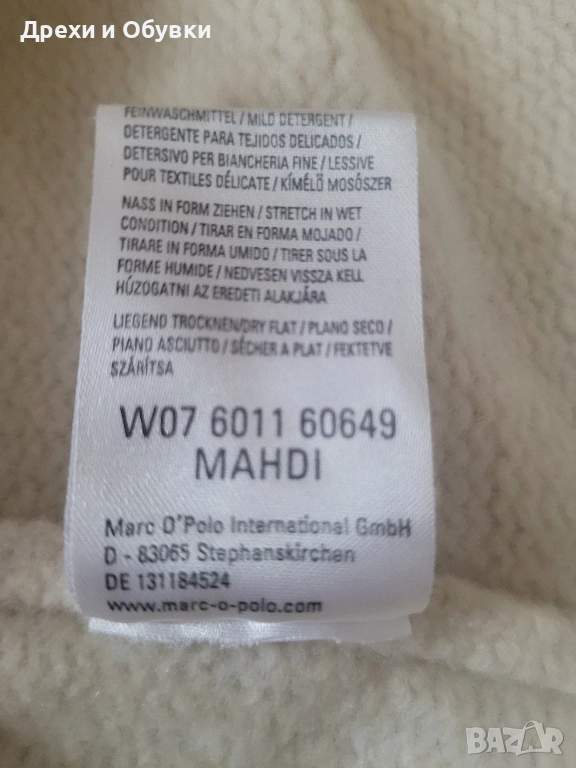 Дрехи и Обувки
FEINWASCHMITTEL / MILD DETERGENT /
DETERGENTE PARA TEJIDOS DELICADOS /
DETERSIVO PER BIANCHERIA FINE / LESSIVE
POUR TEXTILES DÉLICATE / KÍMÉLŐ MOSÓSZER
NASS IN FORM ZIEHEN / STRETCH IN WET
CONDITION / TIRAR EN FORMA MOJADO /
TIRARE IN FORMA UMIDO / TIRER SOUS LA
FORME HUMIDE / NEDVESEN VISSZA KELL
HÚZOGATNI AZ EREDETI ALAKJÁRA
LIEGEND TROCKNEN/DRY FLAT / PLANO SECO /
PIANO ASCIUTTO / SÉCHER A PLAT / FEKTETVE
SZÁRÍTSA
W07 6011 60649
MAHDI
Marc O'Polo International GmbH
D - 83065 Stephanskirchen
DE 131184524
www.marc-o-polo.com
BAZAR